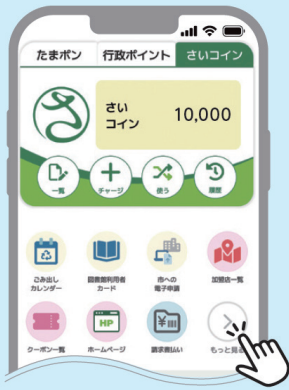 たまポン 行政ポイント さいコイン
さい
コイン
10,000
一覧 チャージ 使う 履歴
ごみ出し
カレンダー
図書館利用者
カード
市への
電子申請
加盟店一覧
クーポン一覧
HP
ホームページ
請求書払い
もっと見る